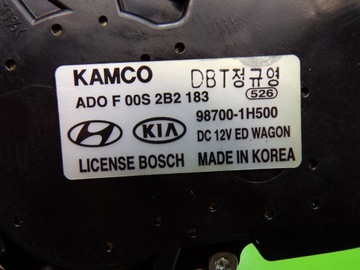 KAMCO
DBT정규영
ADO F 00S 2B2 183
526
KIA
98700-1H500
DC 12V ED WAGON
LICENSE BOSCH
MADE IN KOREA